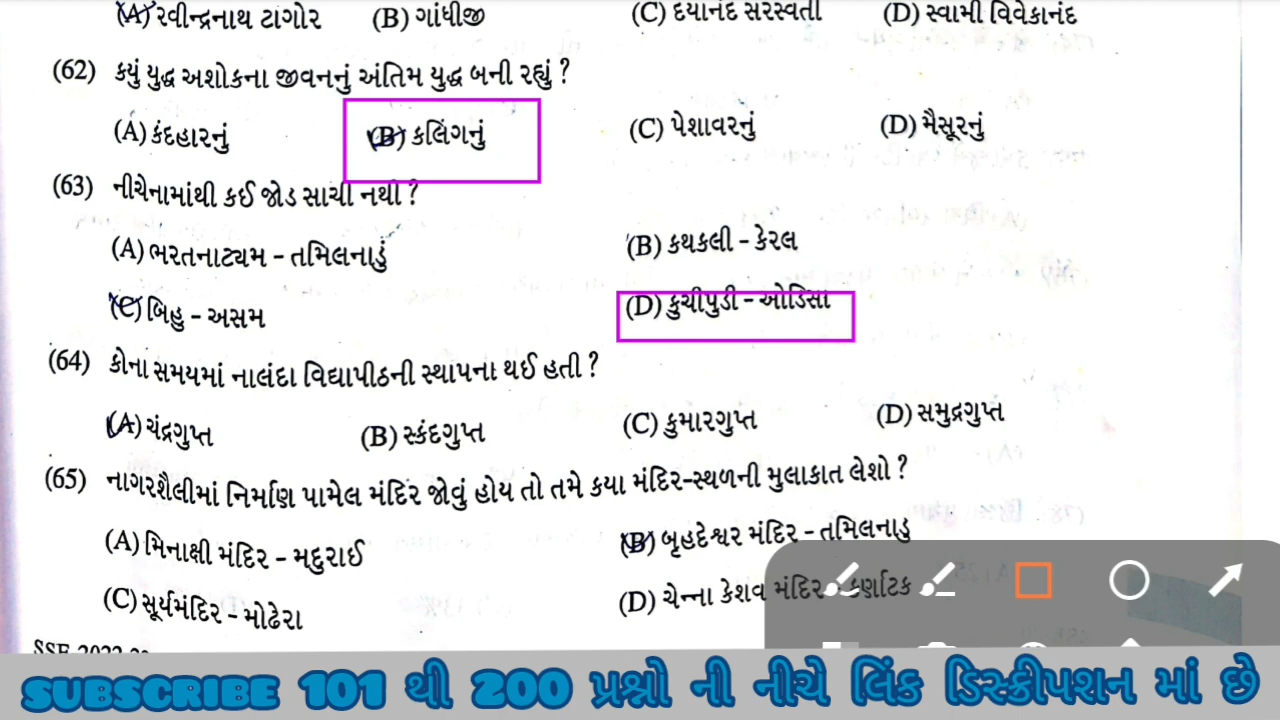 (A) રવીન્દ્રનાથ ટાગોર (B) ગાંધીજી (C) દયાનંદ સરસ્વતી (D) સ્વામી વિવેકાનંદ
(62) કયું યુદ્ધ અશોકના જીવનનું અંતિમ યુદ્ધ બની રહ્યું ?
(A) કંદહારનું (B) કલિંગનું (C) પેશાવરનું (D) મૈસૂરનું
(63) નીચેનામાંથી કઈ જોડ સાચી નથી ?
(A) ભરતનાટ્યમ - તમિલનાડું (B) કથકલી - કેરલ
(C) બિહુ - અસમ (D) કુચીપુડી - ઓડિસા
(64) કોના સમયમાં નાલંદા વિદ્યાપીઠની સ્થાપના થઈ હતી ?
(A) ચંદ્રગુપ્ત (B) સ્કંદગુપ્ત (C) કુમારગુપ્ત (D) સમુદ્રગુપ્ત
(65) નાગરશૈલીમાં નિર્માણ પામેલ મંદિર જોવું હોય તો તમે કયા મંદિર-સ્થળની મુલાકાત લેશો ?
(A) મિનાક્ષી મંદિર - મદુરાઈ (B) બૃહદેશ્વર મંદિર - તમિલનાડુ
(C) સૂર્યમંદિર - મોઢેરા (D) ચેન્ના કેશવ મંદિર - કર્ણાટક
SUBSCRIBE 101 થી 200 પ્રશ્નો ની નીચે લિંક ડિસ્ક્રીપશન માં છે